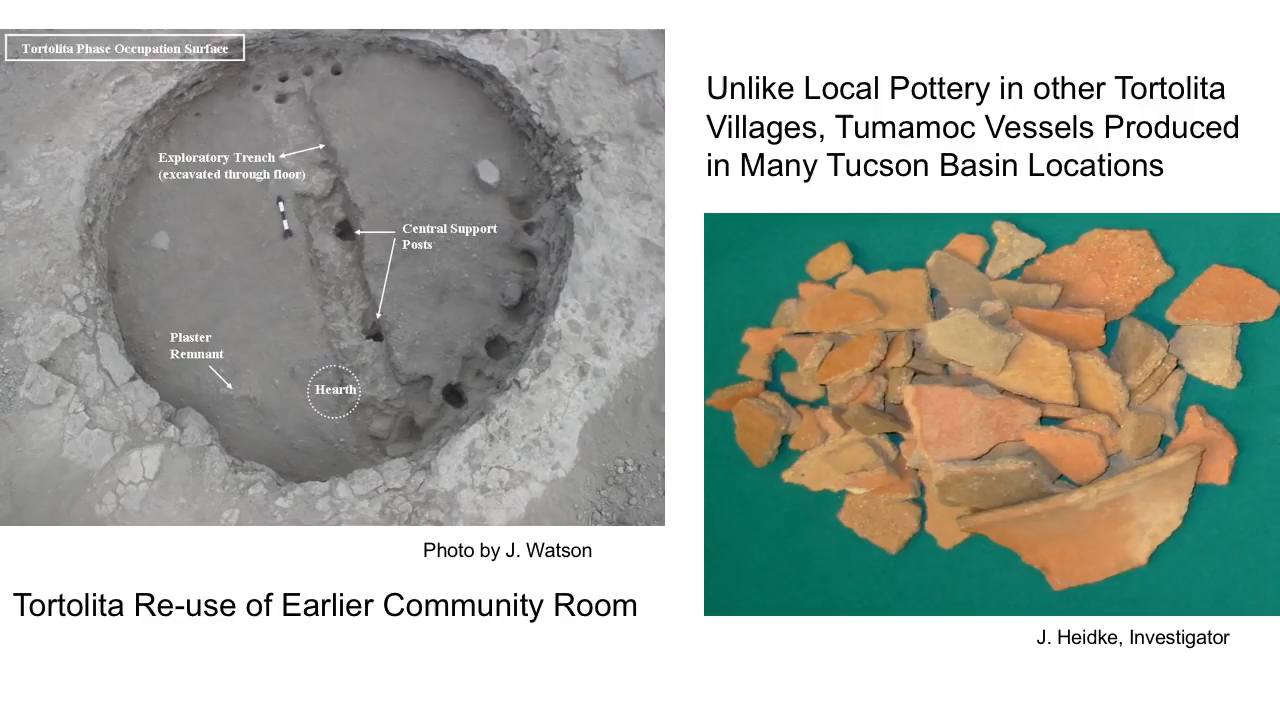 Tortolita Phase Occupation Surface
Exploratory Trench
(excavated through floor)
Central Support
Posts
Plaster
Remnant
Hearth
Photo by J. Watson
Tortolita Re-use of Earlier Community Room
Unlike Local Pottery in other Tortolita
Villages, Tumamoc Vessels Produced
in Many Tucson Basin Locations
J. Heidke, Investigator